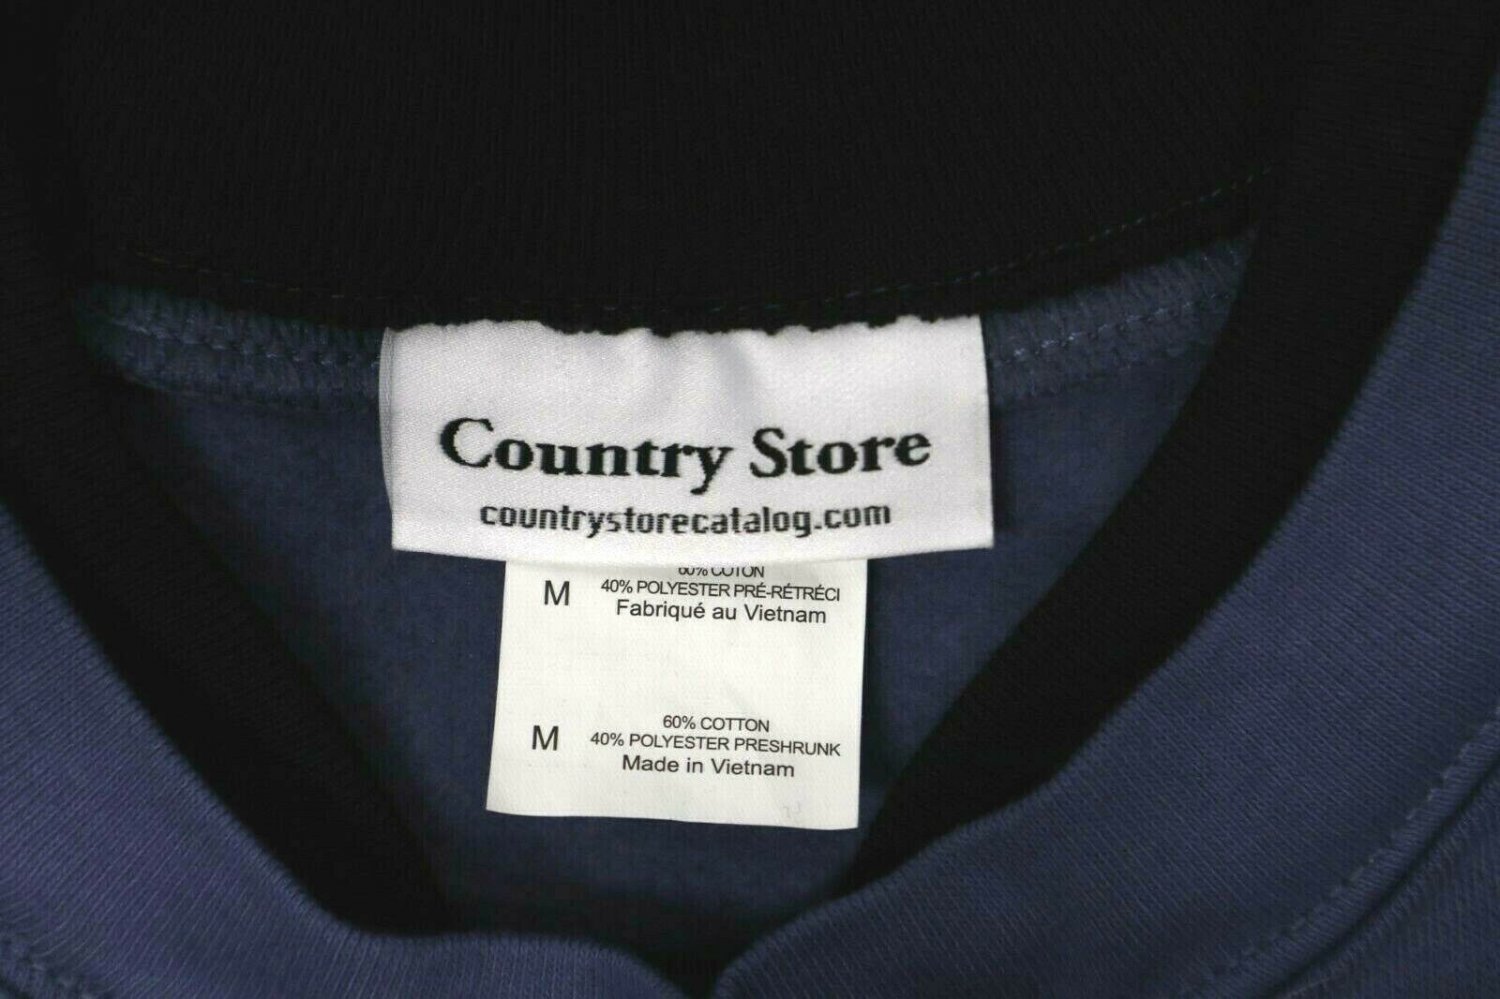 Country Store
countrystorecatalog.com
60% COTON
M 40% POLYESTER PRÉ-RÉTRÉCI
Fabriqué au Vietnam
60% COTTON
M 40% POLYESTER PRESHRUNK
Made in Vietnam